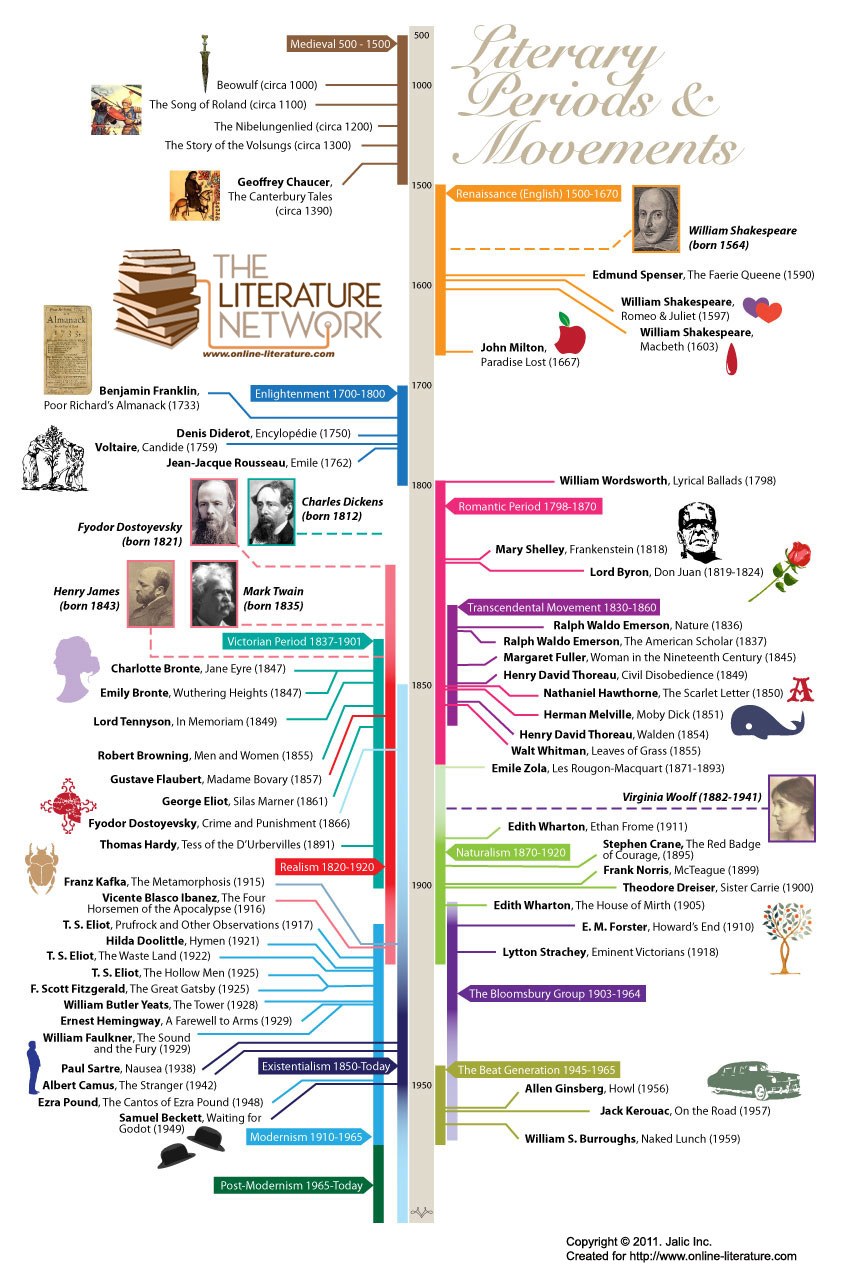 Literary
Periods &
Movements
500
Medieval 500 - 1500
Beowulf (circa 1000)
1000
The Song of Roland (circa 1100)
The Nibelungenlied (circa 1200)
The Story of the Volsungs (circa 1300)
Geoffrey Chaucer,
The Canterbury Tales
(circa 1390)
1500
Renaissance (English) 1500-1670
William Shakespeare
(born 1564)
Edmund Spenser, The Faerie Queene (1590)
1600
William Shakespeare,
Romeo & Juliet (1597)
William Shakespeare,
Macbeth (1603)
John Milton,
Paradise Lost (1667)
THE
LITERATURE
NETWORK
www.online-literature.com
Almanack
1700
Enlightenment 1700-1800
Benjamin Franklin,
Poor Richard's Almanack (1733)
Denis Diderot, Encylopédie (1750)
Voltaire, Candide (1759)
Jean-Jacque Rousseau, Emile (1762)
1800
William Wordsworth, Lyrical Ballads (1798)
Romantic Period 1798-1870
Charles Dickens
(born 1812)
Fyodor Dostoyevsky
(born 1821)
Mary Shelley, Frankenstein (1818)
Lord Byron, Don Juan (1819-1824)
Henry James
(born 1843)
Mark Twain
(born 1835)
Transcendental Movement 1830-1860
Ralph Waldo Emerson, Nature (1836)
Ralph Waldo Emerson, The American Scholar (1837)
Margaret Fuller, Woman in the Nineteenth Century (1845)
Henry David Thoreau, Civil Disobedience (1849)
Nathaniel Hawthorne, The Scarlet Letter (1850)
A
Herman Melville, Moby Dick (1851)
Henry David Thoreau, Walden (1854)
Walt Whitman, Leaves of Grass (1855)
Victorian Period 1837-1901
Charlotte Bronte, Jane Eyre (1847)
Emily Bronte, Wuthering Heights (1847)
1850
Lord Tennyson, In Memoriam (1849)
Robert Browning, Men and Women (1855)
Gustave Flaubert, Madame Bovary (1857)
George Eliot, Silas Marner (1861)
Fyodor Dostoyevsky, Crime and Punishment (1866)
Thomas Hardy, Tess of the D'Urbervilles (1891)
Realism 1820-1920
Emile Zola, Les Rougon-Macquart (1871-1893)
Virginia Woolf (1882-1941)
Edith Wharton, Ethan Frome (1911)
Naturalism 1870-1920
Stephen Crane, The Red Badge
of Courage, (1895)
Frank Norris, McTeague (1899)
Theodore Dreiser, Sister Carrie (1900)
1900
Edith Wharton, The House of Mirth (1905)
E. M. Forster, Howard's End (1910)
Lytton Strachey, Eminent Victorians (1918)
The Bloomsbury Group 1903-1964
Franz Kafka, The Metamorphosis (1915)
Vicente Blasco Ibanez, The Four
Horsemen of the Apocalypse (1916)
T. S. Eliot, Prufrock and Other Observations (1917)
Hilda Doolittle, Hymen (1921)
T. S. Eliot, The Waste Land (1922)
T. S. Eliot, The Hollow Men (1925)
F. Scott Fitzgerald, The Great Gatsby (1925)
William Butler Yeats, The Tower (1928)
Ernest Hemingway, A Farewell to Arms (1929)
William Faulkner, The Sound
and the Fury (1929)
Existentialism 1850-Today
Paul Sartre, Nausea (1938)
Albert Camus, The Stranger (1942)
1950
Ezra Pound, The Cantos of Ezra Pound (1948)
Samuel Beckett, Waiting for
Godot (1949)
Modernism 1910-1965
The Beat Generation 1945-1965
Allen Ginsberg, Howl (1956)
Jack Kerouac, On the Road (1957)
William S. Burroughs, Naked Lunch (1959)
Post-Modernism 1965-Today
Copyright © 2011. Jalic Inc.
Created for http://www.online-literature.com